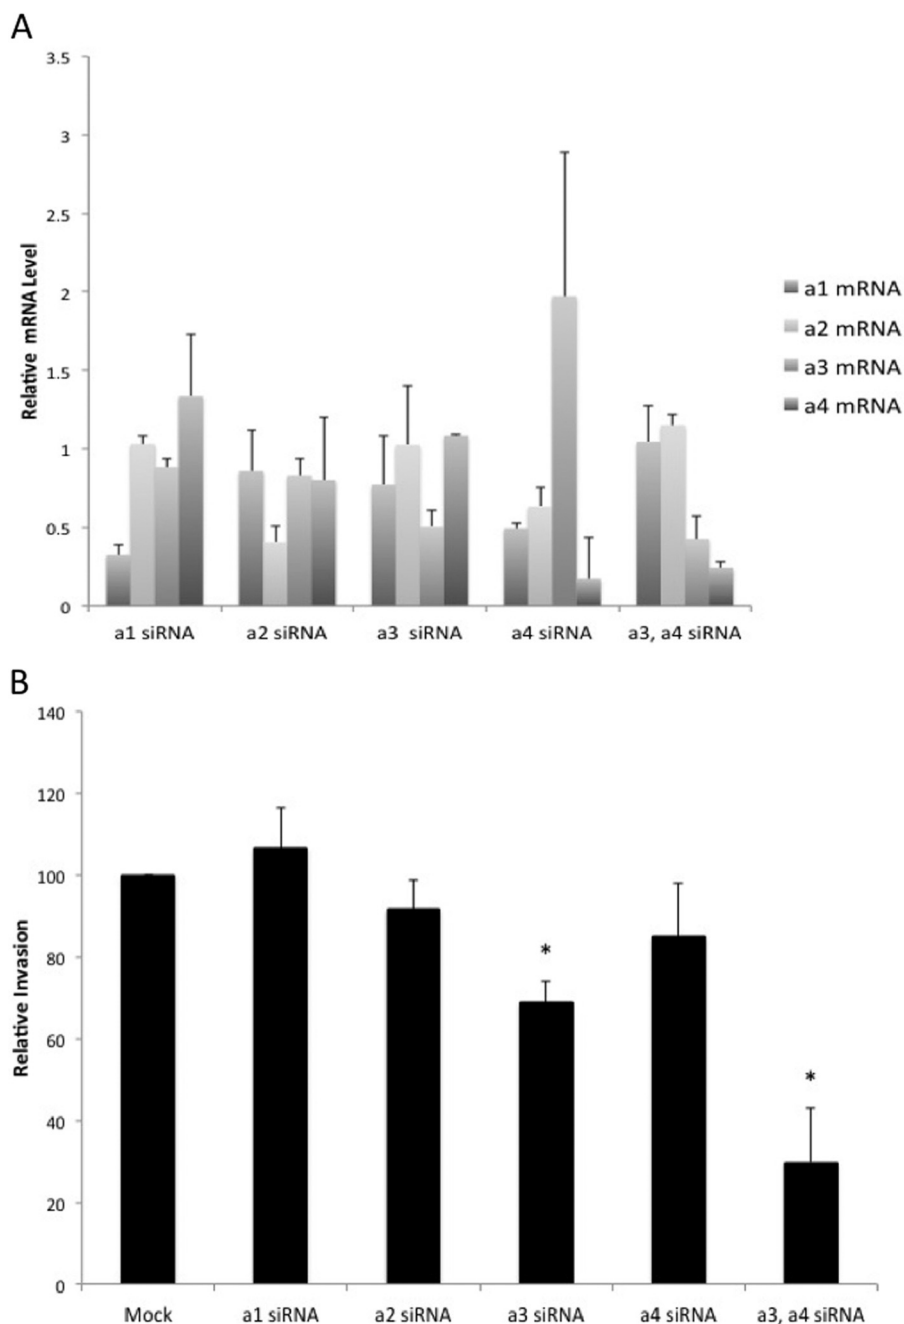 A
3.5
3
2.5
2
1.5
1
0.5
0
Relative mRNA Level
a1 siRNA a2 siRNA a3 siRNA a4 siRNA a3, a4 siRNA
a1 mRNA
a2 mRNA
a3 mRNA
a4 mRNA
B
140
120
100
80
60
40
20
0
Relative Invasion
*
*
Mock a1 siRNA a2 siRNA a3 siRNA a4 siRNA a3, a4 siRNA